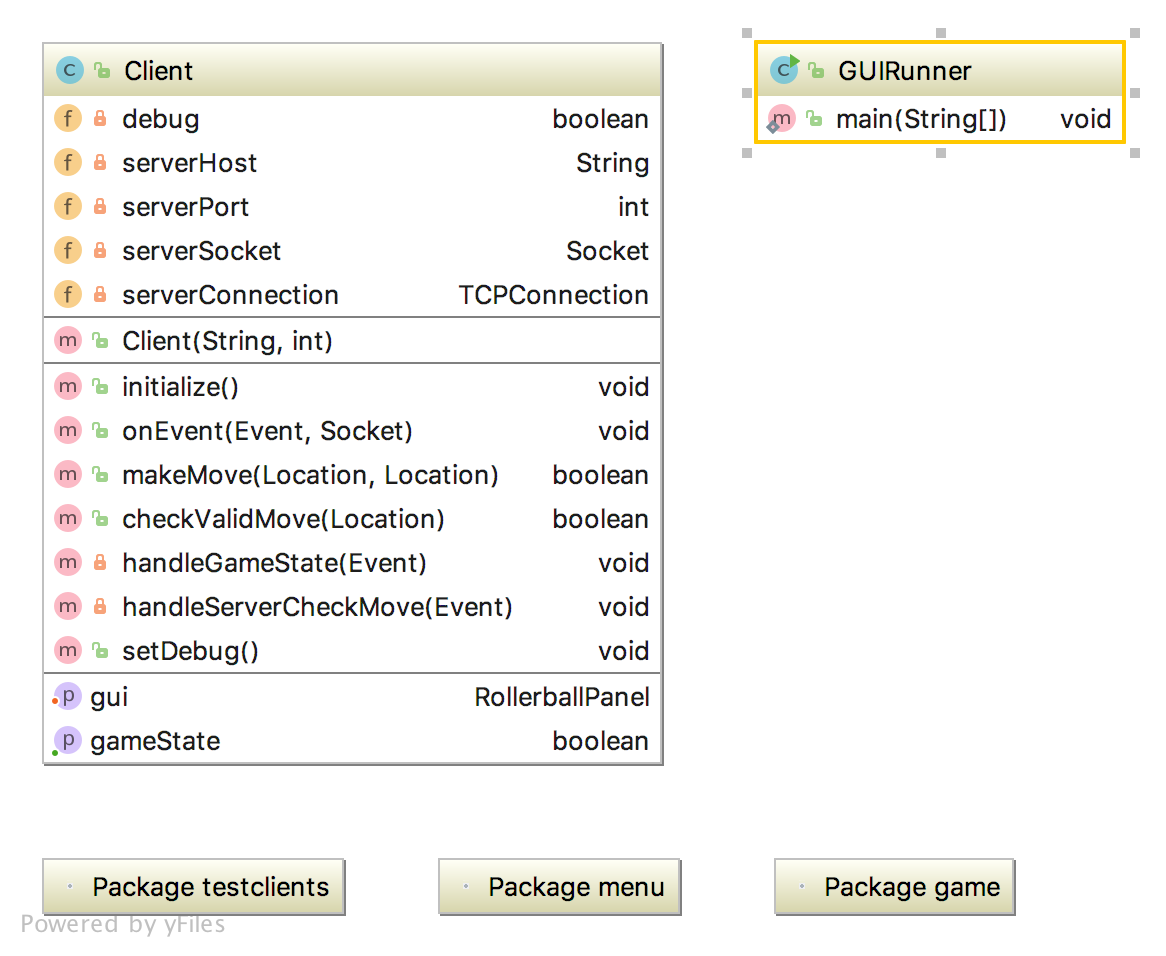 Client
debug boolean
serverHost String
serverPort int
serverSocket Socket
serverConnection TCPConnection
Client(String, int)
initialize() void
onEvent(Event, Socket) void
makeMove(Location, Location) boolean
checkValidMove(Location) boolean
handleGameState(Event) void
handleServerCheckMove(Event) void
setDebug() void
gui RollerballPanel
gameState boolean
GUIRunner
main(String[]) void
Package testclients
Package menu
Package game
Powered by yFiles